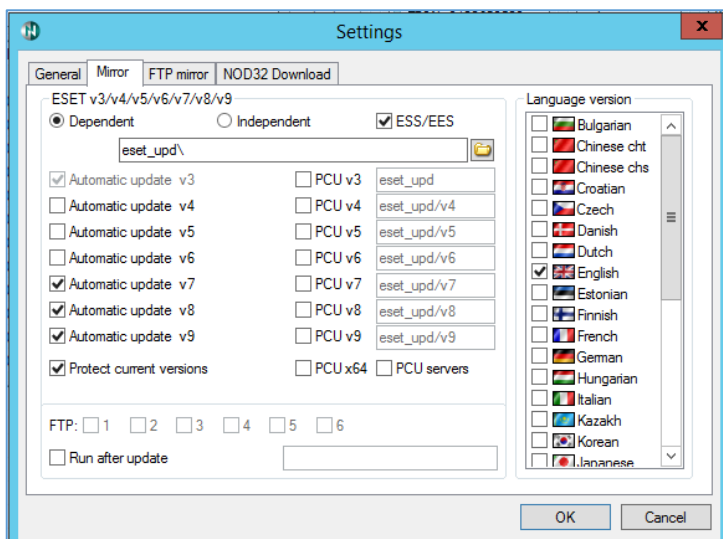 Settings
X
General Mirror FTP mirror NOD32 Download
ESET v3/v4/v5/v6/v7/v8/v9
Dependent Independent ESS/EES
eset_upd\
Automatic update v3 PCU v3 eset_upd
Automatic update v4 PCU v4 eset_upd/v4
Automatic update v5 PCU v5 eset_upd/v5
Automatic update v6 PCU v6 eset_upd/v6
Automatic update v7 PCU v7 eset_upd/v7
Automatic update v8 PCU v8 eset_upd/v8
Automatic update v9 PCU v9 eset_upd/v9
Protect current versions PCU x64 PCU servers
FTP: 1 2 3 4 5 6
Run after update
Language version
Bulgarian
Chinese cht
Chinese chs
Croatian
Czech
Danish
Dutch
English
Estonian
Finnish
French
German
Hungarian
Italian
Kazakh
Korean
Japanese
OK Cancel